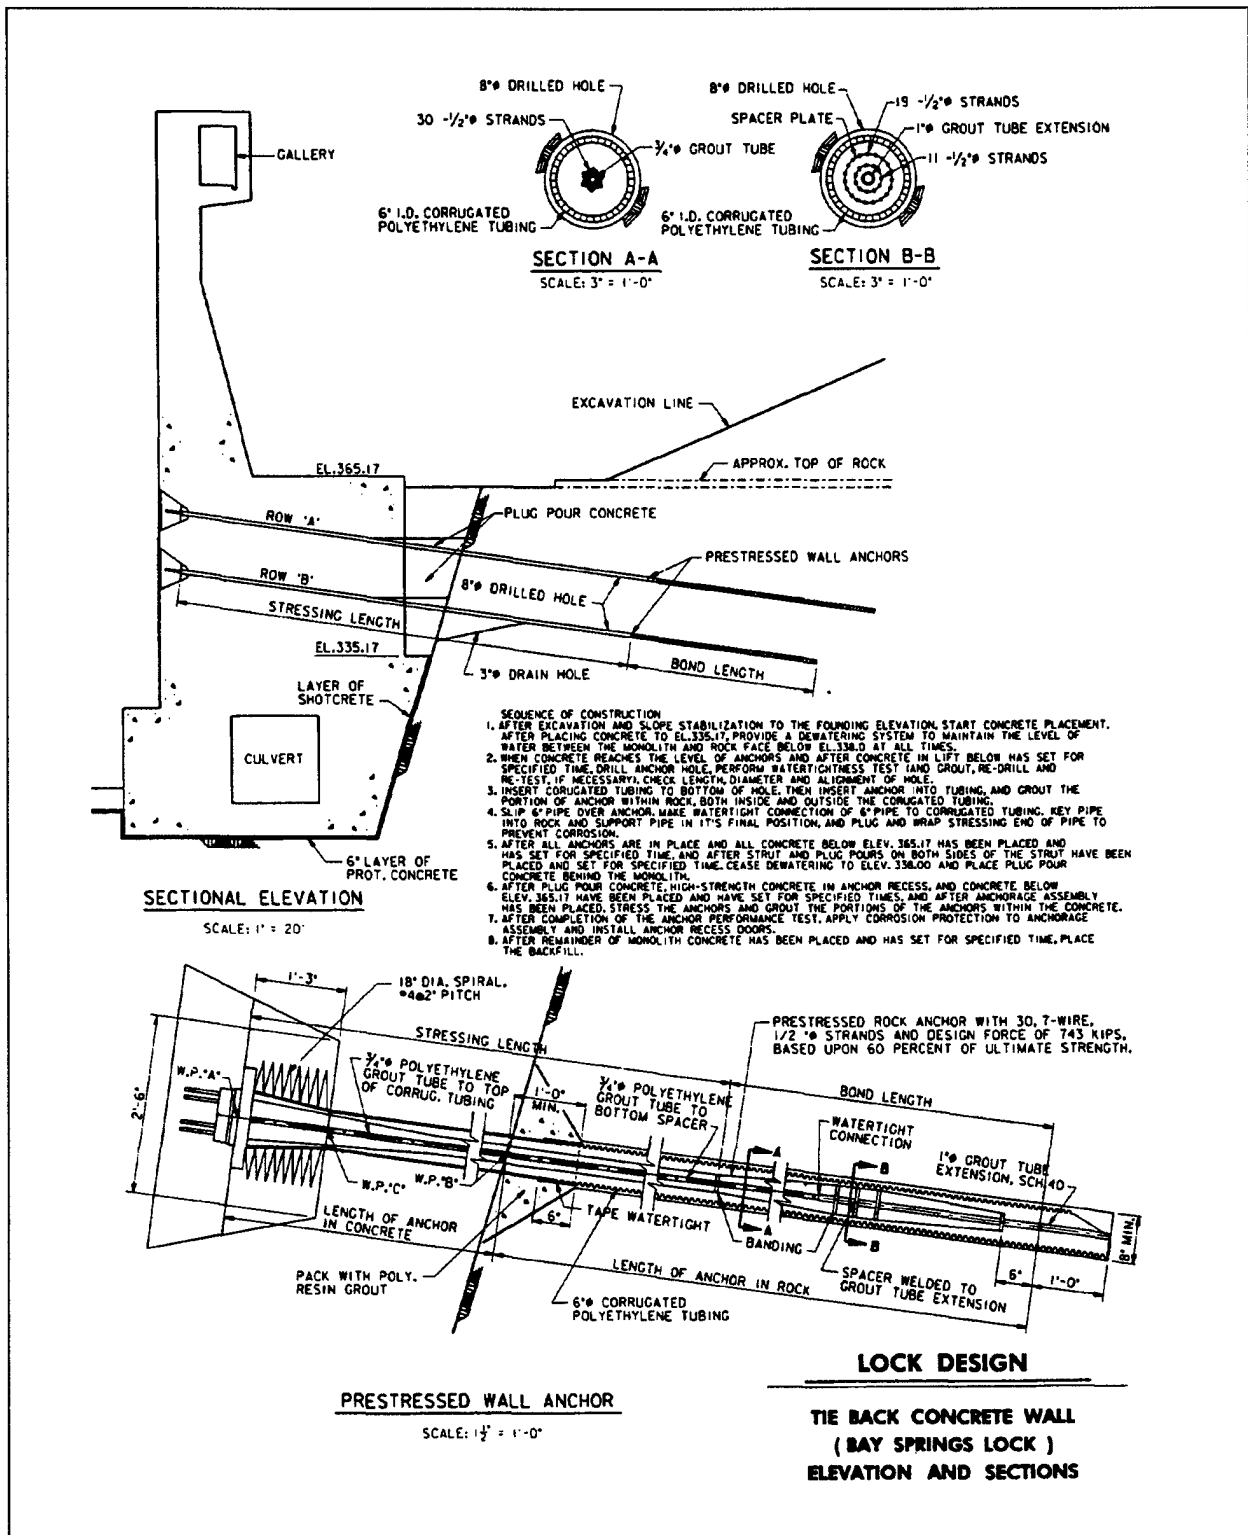 8"ø DRILLED HOLE
30 -1/2"ø STRANDS
3/4"ø GROUT TUBE
6" I.D. CORRUGATED
POLYETHYLENE TUBING
SECTION A-A
SCALE: 3" = 1'-0"
8"ø DRILLED HOLE
19 -1/2"ø STRANDS
SPACER PLATE
1"ø GROUT TUBE EXTENSION
11 -1/2"ø STRANDS
6" I.D. CORRUGATED
POLYETHYLENE TUBING
SECTION B-B
SCALE: 3" = 1'-0"
GALLERY
EXCAVATION LINE
APPROX. TOP OF ROCK
EL.365.17
ROW "A"
PLUG POUR CONCRETE
PRESTRESSED WALL ANCHORS
ROW "B"
8"ø DRILLED HOLE
STRESSING LENGTH
EL.335.17
3"ø DRAIN HOLE
BOND LENGTH
LAYER OF
SHOTCRETE
CULVERT
6" LAYER OF
PROT. CONCRETE
SECTIONAL ELEVATION
SCALE: 1" = 20'
SEQUENCE OF CONSTRUCTION
1. AFTER EXCAVATION AND SLOPE STABILIZATION TO THE FOUNDING ELEVATION, START CONCRETE PLACEMENT.
AFTER PLACING CONCRETE TO EL.335.17, PROVIDE A DEWATERING SYSTEM TO MAINTAIN THE LEVEL OF
WATER BETWEEN THE MONOLITH AND ROCK FACE BELOW EL.338.0 AT ALL TIMES.
2. WHEN CONCRETE REACHES THE LEVEL OF ANCHORS AND AFTER CONCRETE IN LIFT BELOW HAS SET FOR
SPECIFIED TIME, DRILL ANCHOR HOLE, PERFORM WATERTIGHTNESS TEST (AND GROUT, RE-DRILL AND
RE-TEST, IF NECESSARY). CHECK LENGTH, DIAMETER AND ALIGNMENT OF HOLE.
3. INSERT CORUGATED TUBING TO BOTTOM OF HOLE. THEN INSERT ANCHOR INTO TUBING, AND GROUT THE
PORTION OF ANCHOR WITHIN ROCK, BOTH INSIDE AND OUTSIDE THE CORUGATED TUBING.
4. SLIP 6" PIPE OVER ANCHOR. MAKE WATERTIGHT CONNECTION OF 6" PIPE TO CORRUGATED TUBING. KEY PIPE
INTO ROCK AND SUPPORT PIPE IN IT'S FINAL POSITION, AND PLUG AND WRAP STRESSING END OF PIPE TO
PREVENT CORROSION.
5. AFTER ALL ANCHORS ARE IN PLACE AND ALL CONCRETE BELOW ELEV. 365.17 HAS BEEN PLACED AND
HAS SET FOR SPECIFIED TIME, AND AFTER STRUT AND PLUG POURS ON BOTH SIDES OF THE STRUT HAVE BEEN
PLACED AND SET FOR SPECIFIED TIME. CEASE DEWATERING TO ELEV. 338.00 AND PLACE PLUG POUR
CONCRETE BEHIND THE MONOLITH.
6. AFTER PLUG POUR CONCRETE, HIGH-STRENGTH CONCRETE IN ANCHOR RECESS, AND CONCRETE BELOW
ELEV. 365.17 HAVE BEEN PLACED AND HAVE SET FOR SPECIFIED TIMES, AND AFTER ANCHORAGE ASSEMBLY
HAS BEEN PLACED, STRESS THE ANCHORS AND GROUT THE PORTIONS OF THE ANCHORS WITHIN THE CONCRETE.
7. AFTER COMPLETION OF THE ANCHOR PERFORMANCE TEST, APPLY CORROSION PROTECTION TO ANCHORAGE
ASSEMBLY AND INSTALL ANCHOR RECESS DOORS.
8. AFTER REMAINDER OF MONOLITH CONCRETE HAS BEEN PLACED AND HAS SET FOR SPECIFIED TIME, PLACE
THE BACKFILL.
1'-3"
18" DIA. SPIRAL,
#4@2" PITCH
STRESSING LENGTH
PRESTRESSED ROCK ANCHOR WITH 30, 7-WIRE,
1/2 "ø STRANDS AND DESIGN FORCE OF 743 KIPS,
BASED UPON 60 PERCENT OF ULTIMATE STRENGTH.
W.P."A"
2'-6"
3/4"ø POLYETHYLENE
GROUT TUBE TO TOP
OF CORRUG. TUBING
1'-0"
MIN.
3/4"ø POLYETHYLENE
GROUT TUBE TO
BOTTOM SPACER
BOND LENGTH
WATERTIGHT
CONNECTION
1"ø GROUT TUBE
EXTENSION, SCH.40
A
B
W.P."C"
W.P."B"
LENGTH OF ANCHOR
IN CONCRETE
6"
TAPE WATERTIGHT
A
BANDING
B
8" MIN.
PACK WITH POLY.
RESIN GROUT
LENGTH OF ANCHOR IN ROCK
6"ø CORRUGATED
POLYETHYLENE TUBING
SPACER WELDED TO
GROUT TUBE EXTENSION
6"
1'-0"
PRESTRESSED WALL ANCHOR
SCALE: 1 1/2" = 1'-0"
LOCK DESIGN
TIE BACK CONCRETE WALL
( BAY SPRINGS LOCK )
ELEVATION AND SECTIONS